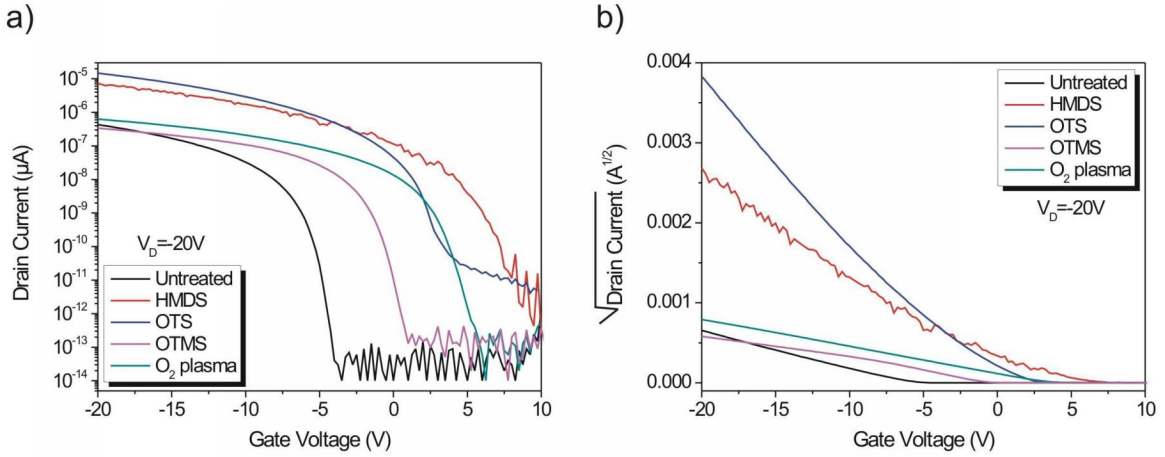 a)
Drain Current (μA)
10⁻⁵
10⁻⁶
10⁻⁷
10⁻⁸
10⁻⁹
10⁻¹⁰
10⁻¹¹
10⁻¹²
10⁻¹³
10⁻¹⁴
V_D=-20V
Untreated
HMDS
OTS
OTMS
O₂ plasma
-20 -15 -10 -5 0 5 10
Gate Voltage (V)
b)
√Drain Current (A^1/2)
0.004
0.003
0.002
0.001
0.000
Untreated
HMDS
OTS
OTMS
O₂ plasma
V_D=-20V
-20 -15 -10 -5 0 5 10
Gate Voltage (V)